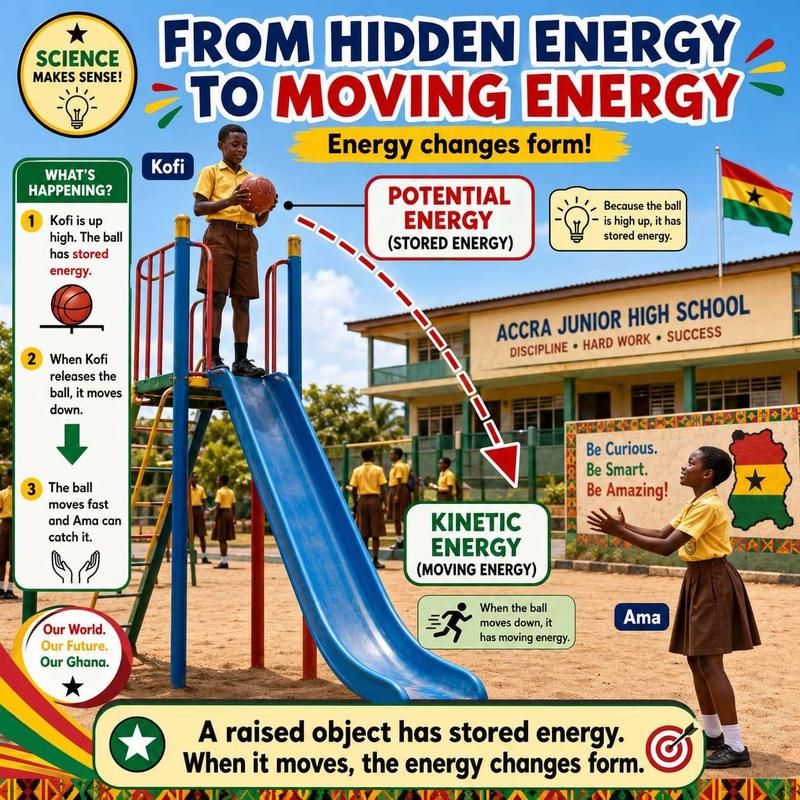 SCIENCE
MAKES SENSE!
FROM HIDDEN ENERGY
TO MOVING ENERGY
Energy changes form!
Kofi
POTENTIAL
ENERGY
(STORED ENERGY)
Because the ball
is high up, it has
stored energy.
WHAT'S
HAPPENING?
1 Kofi is up
high. The ball
has stored
energy.
2 When Kofi
releases the
ball, it moves
down.
3 The ball
moves fast
and Ama can
catch it.
ACCRA JUNIOR HIGH SCHOOL
DISCIPLINE • HARD WORK • SUCCESS
Be Curious.
Be Smart.
Be Amazing!
KINETIC
ENERGY
(MOVING ENERGY)
When the ball
moves down, it
has moving energy.
Ama
Our World.
Our Future.
Our Ghana.
A raised object has stored energy.
When it moves, the energy changes form.